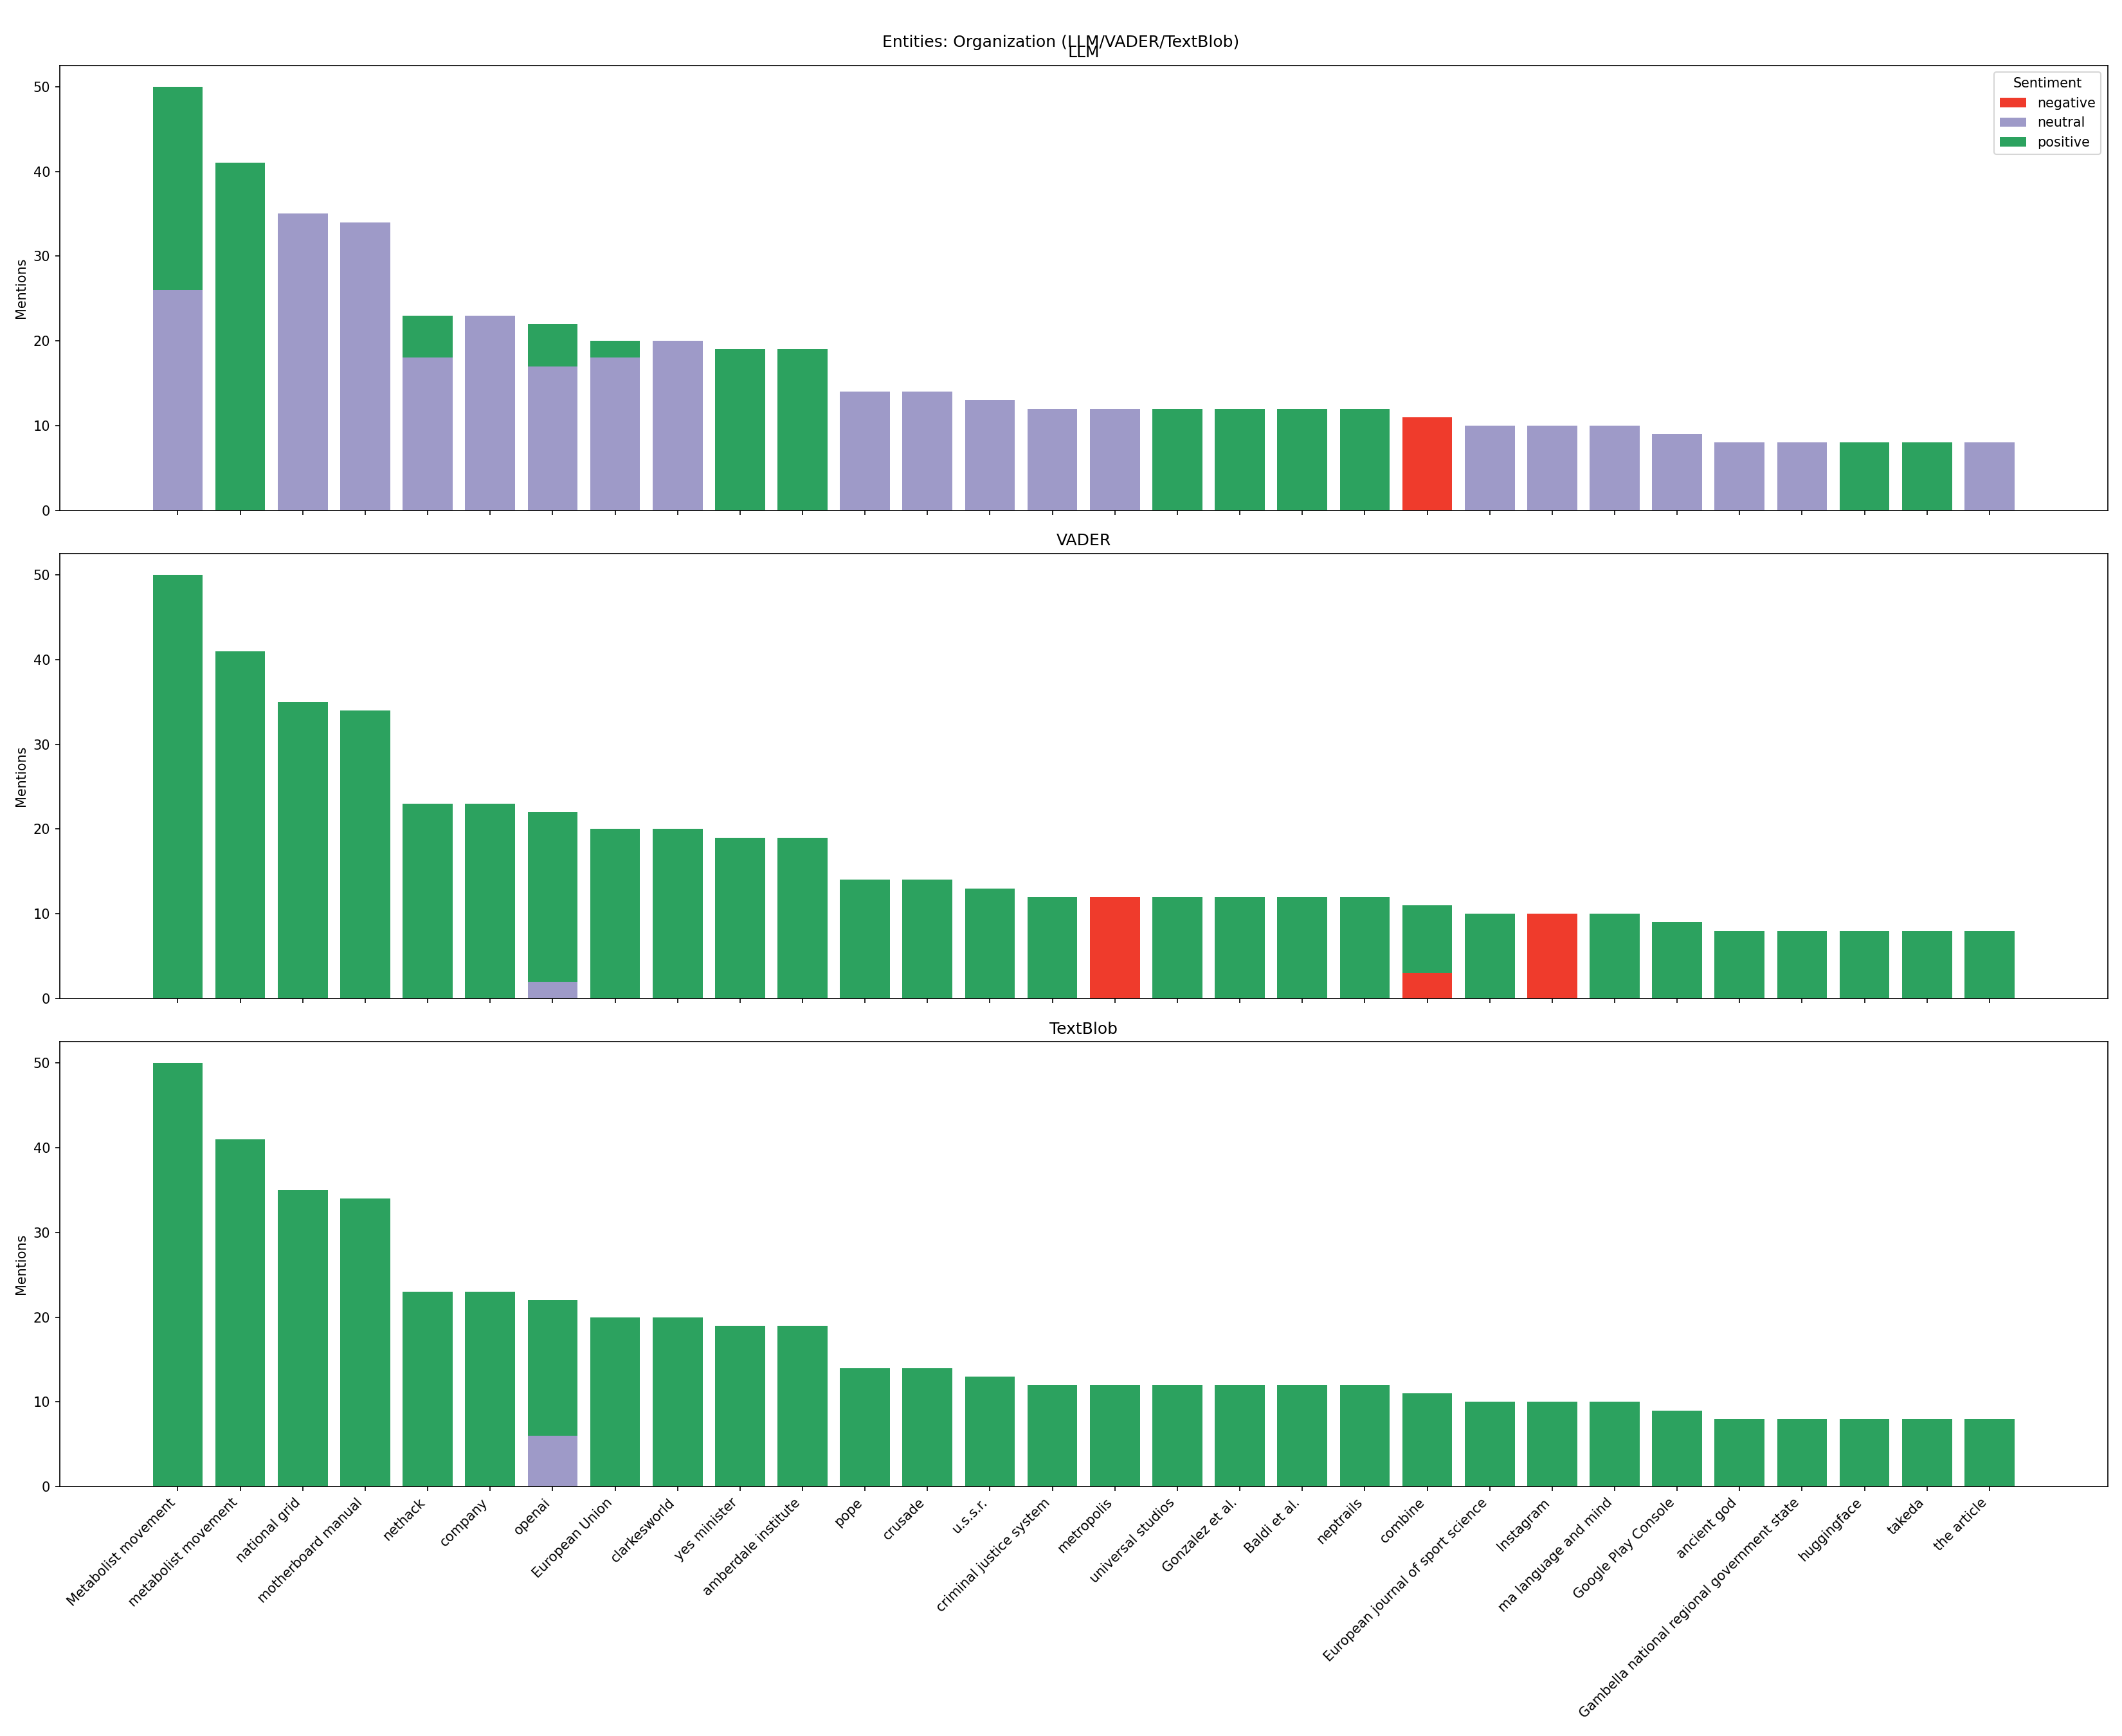 Entities: Organization (LLM/VADER/TextBlob)
LLM
Mentions
50
40
30
20
10
0
Sentiment
negative
neutral
positive
VADER
Mentions
50
40
30
20
10
0
TextBlob
Mentions
50
40
30
20
10
0
Metabolist movement
metabolist movement
national grid
motherboard manual
nethack
company
openai
European Union
clarkesworld
yes minister
amberdale institute
pope
crusade
u.s.s.r.
criminal justice system
metropolis
universal studios
Gonzalez et al.
Baldi et al.
neptrails
combine
European journal of sport science
Instagram
ma language and mind
Google Play Console
ancient god
Gambella national regional government state
huggingface
takeda
the article